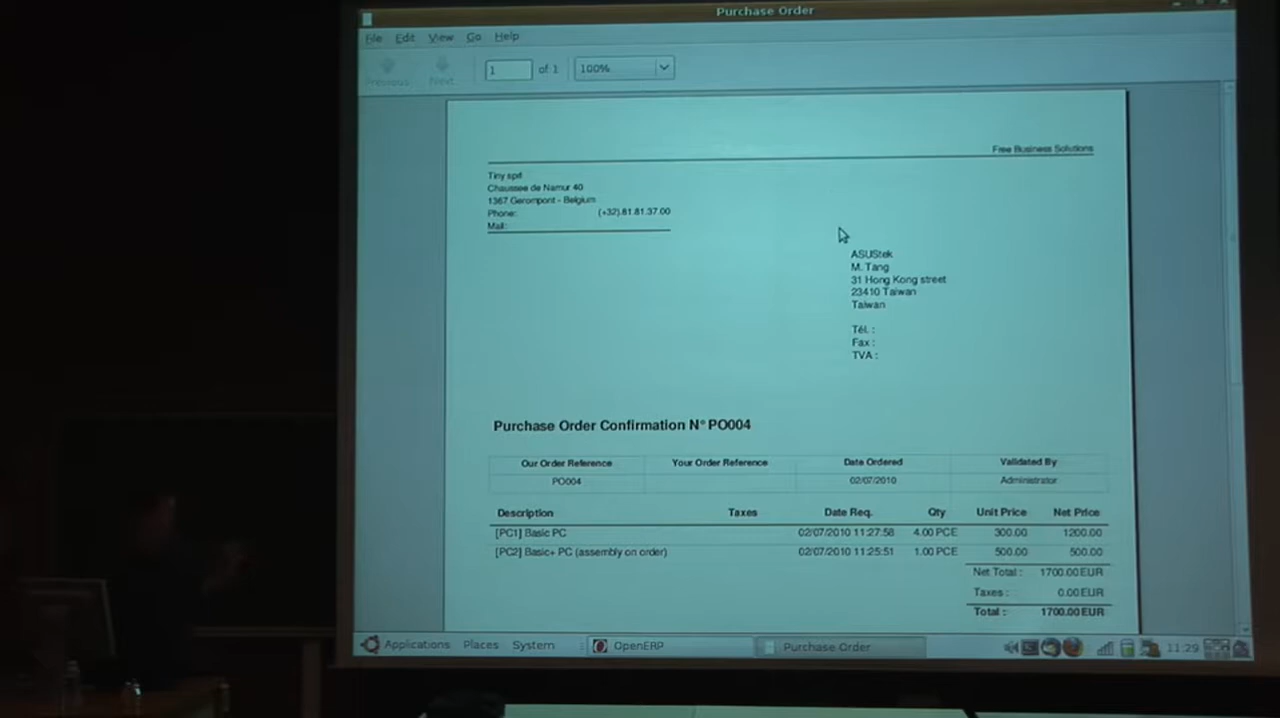 Purchase Order
File Edit View Go Help
Previous Next 1 of 1 100%
Free Business Solutions
Tiny sprl
Chaussee de Namur 40
1367 Gerompont - Belgium
Phone: (+32).81.81.37.00
Mail:
ASUStek
M. Tang
31 Hong Kong street
23410 Taiwan
Taiwan
Tél. :
Fax :
TVA :
Purchase Order Confirmation N° PO004
Our Order Reference Your Order Reference Date Ordered Validated By
PO004 02/07/2010 Administrator
Description Taxes Date Req. Qty Unit Price Net Price
[PC1] Basic PC 02/07/2010 11:27:58 4.00 PCE 300.00 1200.00
[PC2] Basic+ PC (assembly on order) 02/07/2010 11:25:51 1.00 PCE 500.00 500.00
Net Total : 1700.00 EUR
Taxes : 0.00 EUR
Total : 1700.00 EUR
Applications Places System OpenERP Purchase Order 11:29